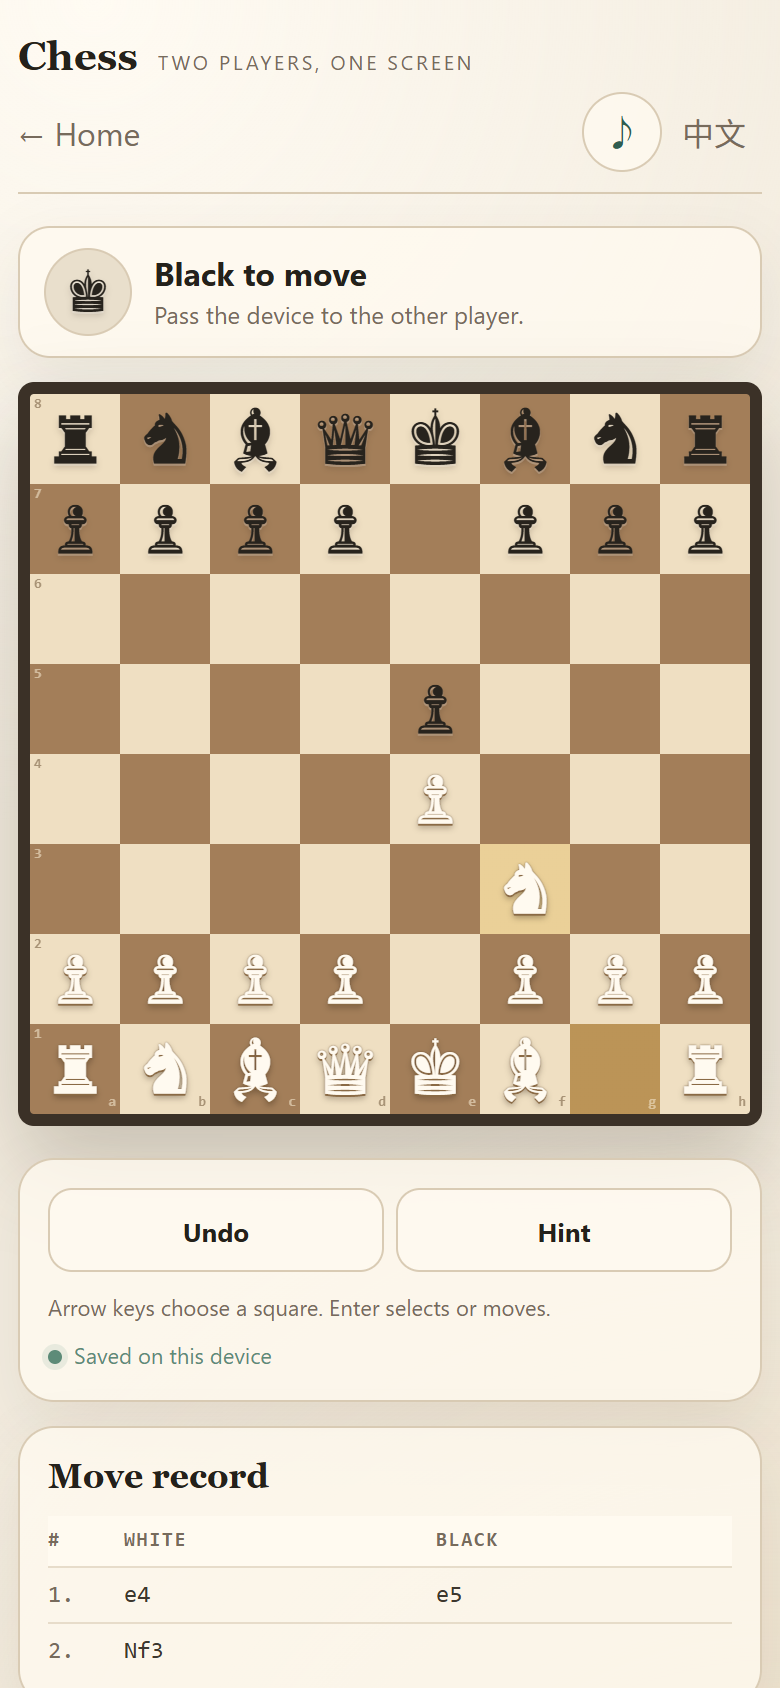 Chess TWO PLAYERS, ONE SCREEN
← Home 中文
Black to move
Pass the device to the other player.
8
7
6
5
4
3
2
1
a b c d e f g h
Undo Hint
Arrow keys choose a square. Enter selects or moves.
Saved on this device
Move record
# WHITE BLACK
1. e4 e5
2. Nf3